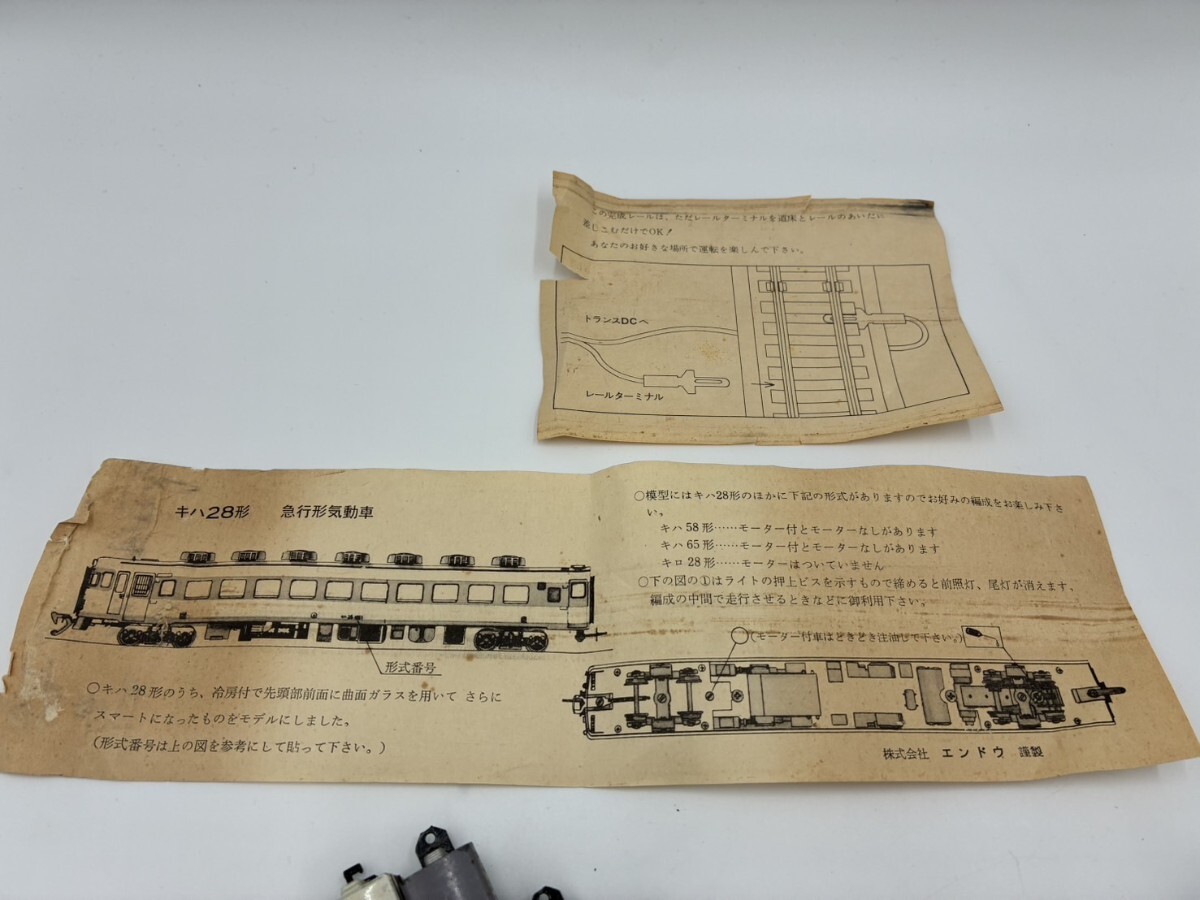 この完成レールは、ただレールターミナルを道床とレールのあいだに
差しこむだけでOK!
あなたのお好きな場所で運転を楽しんで下さい。
トランスDCへ
レールターミナル
キハ28形 急行形気動車
形式番号
○キハ28形のうち、冷房付で先頭部前面に曲面ガラスを用いて さらに
スマートになったものをモデルにしました。
(形式番号は上の図を参考にして貼って下さい。)
○模型にはキハ28形のほかに下記の形式がありますのでお好みの編成をお楽しみ下さ
い。
キハ58形……モーター付とモーターなしがあります
キハ65形……モーター付とモーターなしがあります
キロ28形……モーターはついていません
○下の図の①はライトの押上ビスを示すもので締めると前照灯、尾灯が消えます、
編成の中間で走行させるときなどに御利用下さい。
(モーター付車はときどき注油して下さい。)
株式会社 エンドウ 謹製